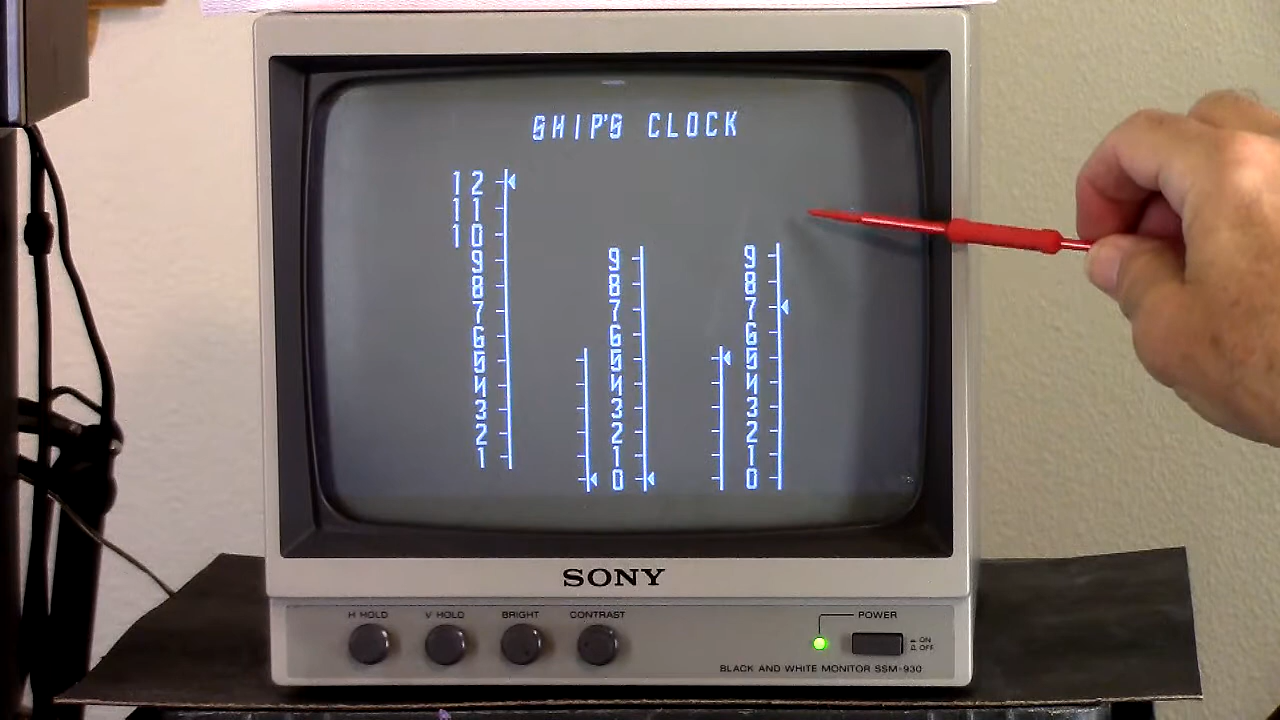 SHIP'S CLOCK
12
11
10
9 9 9
8 8 8
7 7 7
6 6 6
5 5 5
4 4 4
3 3 3
2 2 2
1 1 1
0 0
SONY
H HOLD V HOLD BRIGHT CONTRAST POWER
ON
OFF
BLACK AND WHITE MONITOR SSM-930